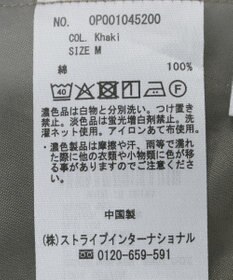 NO. 0P001045200
COL. Khaki
SIZE M
綿 100%
40
濃色品は白物と分別洗い。つけ置き
禁止。淡色品は蛍光増白剤禁止。洗
濯ネット使用、アイロンあて布使用。
・濃色製品は摩擦や汗、雨等で濡れ
た際に他の衣類や小物類に色が移
る事がありますのでご注意下さい。
中国製
(株)ストライプインターナショナル
☎ 0120-659-591